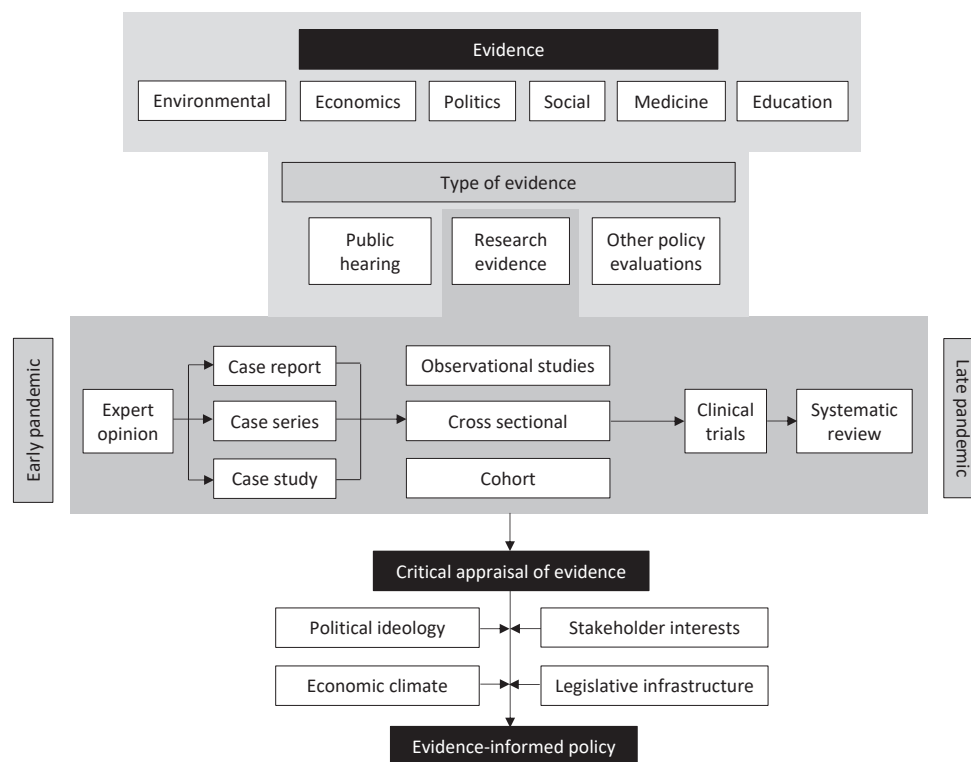 Evidence
Environmental
Economics
Politics
Social
Medicine
Education
Type of evidence
Public
hearing
Research
evidence
Other policy
evaluations
Early pandemic
Expert
opinion
Case report
Case series
Case study
Observational studies
Cross sectional
Cohort
Clinical
trials
Systematic
review
Late pandemic
Critical appraisal of evidence
Political ideology
Stakeholder interests
Economic climate
Legislative infrastructure
Evidence-informed policy